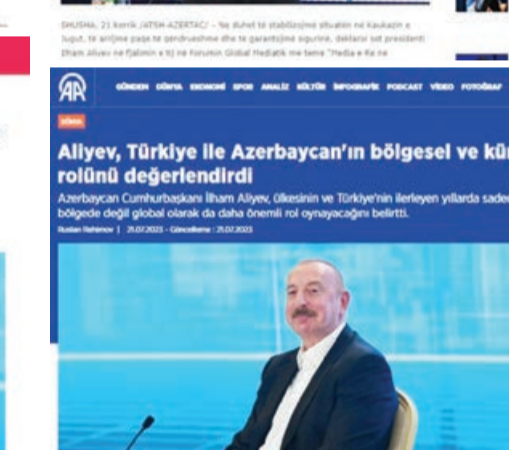 SHUSHA, 21 korrik /ATSH-AZERTAC/ – Ne duhet të stabilizojmë situatën në Kaukazin e
Jugut, të arrijmë paqe të qëndrueshme dhe të garantojmë sigurinë, deklaroi sot presidenti
Ilham Aliyev në fjalimin e tij në Forumin Global Mediatik me temë "Media e Re në
AA
GÜNDEM DÜNYA EKONOMİ SPOR ANALİZ KÜLTÜR İNFOGRAFİK PODCAST VİDEO FOTOĞRAF
DÜNYA
Aliyev, Türkiye ile Azerbaycan'ın bölgesel ve kür
rolünü değerlendirdi
Azerbaycan Cumhurbaşkanı İlham Aliyev, ülkesinin ve Türkiye'nin ilerleyen yıllarda sadec
bölgede değil global olarak da daha önemli rol oynayacağını belirtti.
Ruslan Rehimov | 21.07.2023 - Güncelleme : 21.07.2023